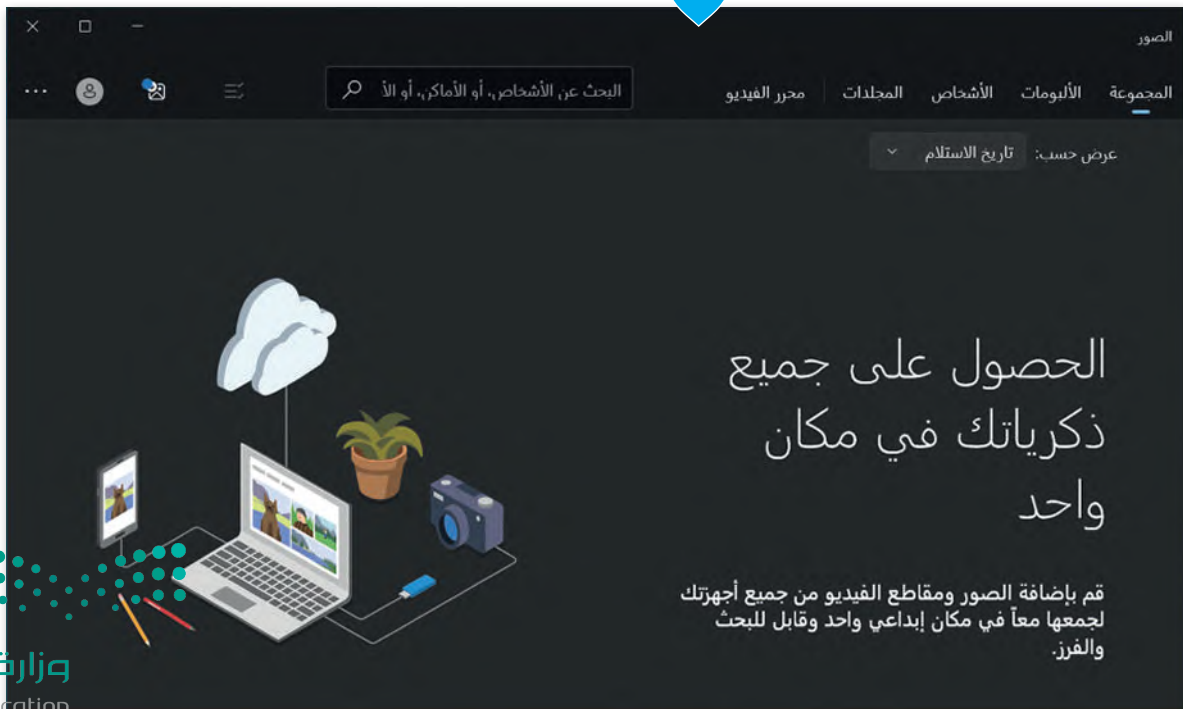 الصور
المجموعة الألبومات الأشخاص المجلدات محرر الفيديو البحث عن الأشخاص، أو الأماكن، أو الأ
عرض حسب: تاريخ الاستلام
الحصول على جميع
ذكرياتك في مكان
واحد
قم بإضافة الصور ومقاطع الفيديو من جميع أجهزتك
لجمعها معاً في مكان إبداعي واحد وقابل للبحث
والفرز.